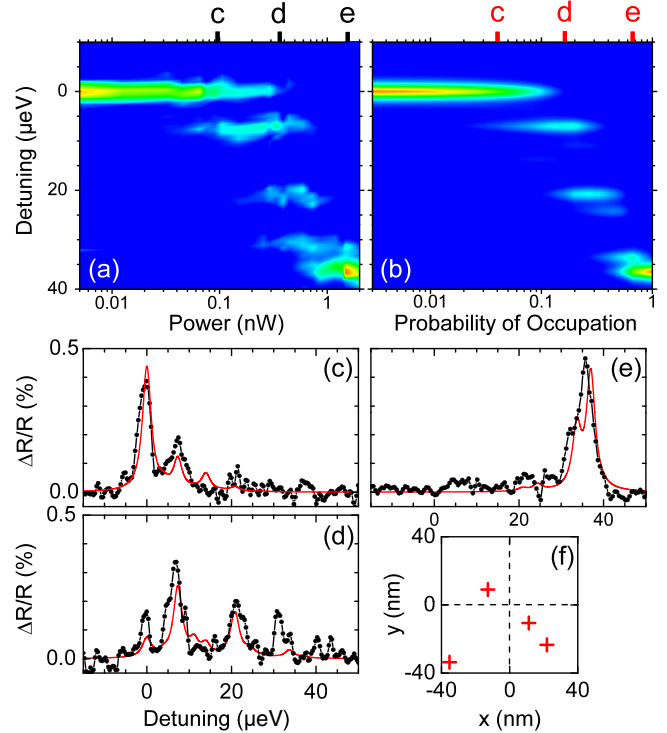 c d e c d e
0
20
40
Detuning (µeV)
(a) (b)
0.01 0.1 1 0.01 0.1 1
Power (nW) Probability of Occupation
0.5
0.0
ΔR/R (%)
(c)
(e)
0 20 40
0.5
0.0
ΔR/R (%)
(d)
0 20 40
Detuning (µeV)
(f)
40
0
-40
y (nm)
-40 0 40
x (nm)